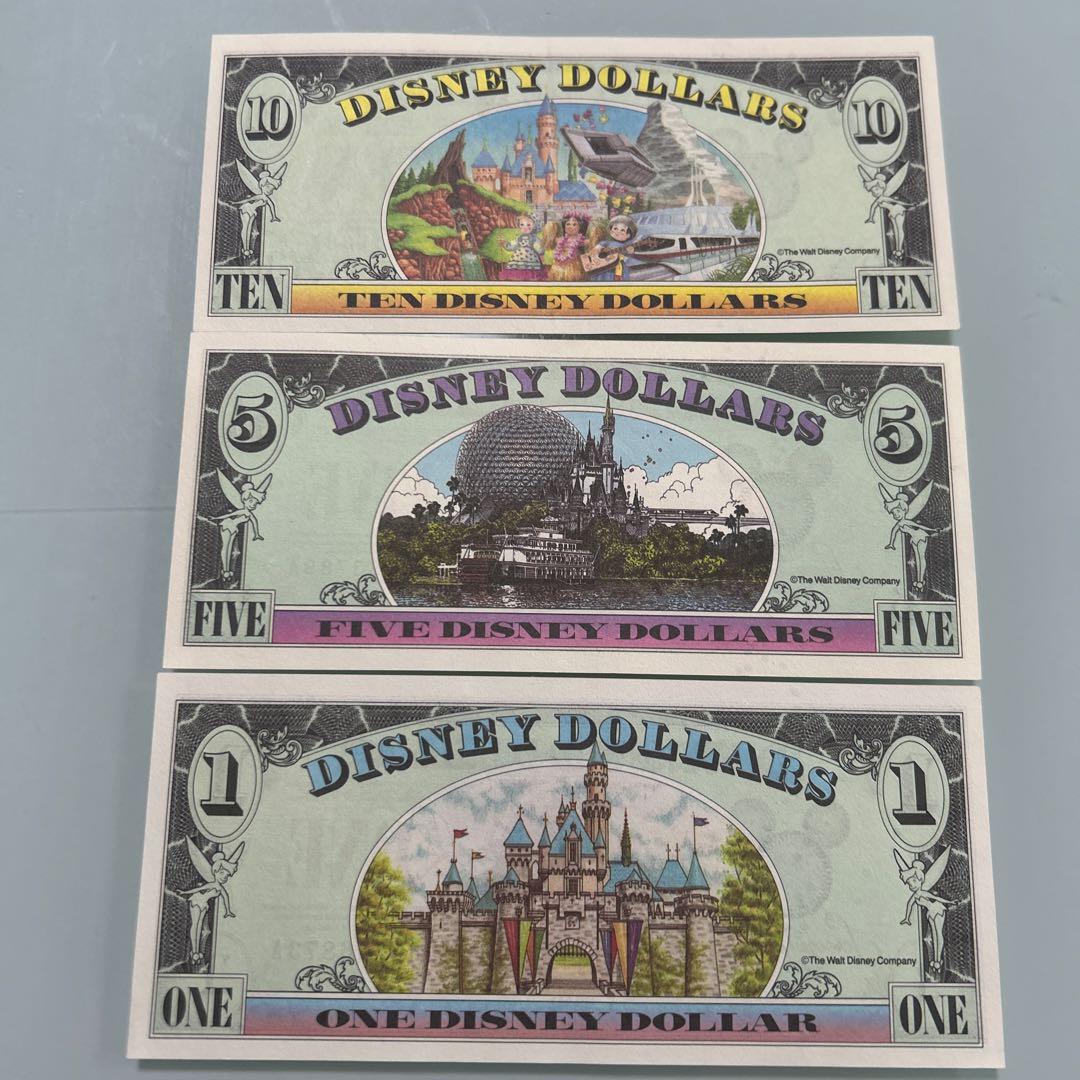 DISNEY DOLLARS
10 10
©The Walt Disney Company
TEN TEN
TEN DISNEY DOLLARS
DISNEY DOLLARS
5 5
©The Walt Disney Company
FIVE FIVE
FIVE DISNEY DOLLARS
DISNEY DOLLARS
1 1
©The Walt Disney Company
ONE ONE
ONE DISNEY DOLLAR